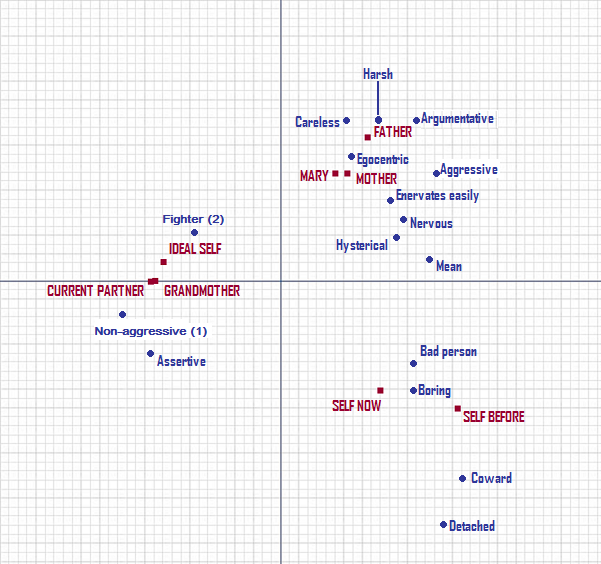 Harsh
Careless
Argumentative
FATHER
Egocentric
Aggressive
MARY
MOTHER
Enervates easily
Fighter (2)
Nervous
IDEAL SELF
Hysterical
Mean
CURRENT PARTNER
GRANDMOTHER
Non-aggressive (1)
Assertive
Bad person
Boring
SELF NOW
SELF BEFORE
Coward
Detached